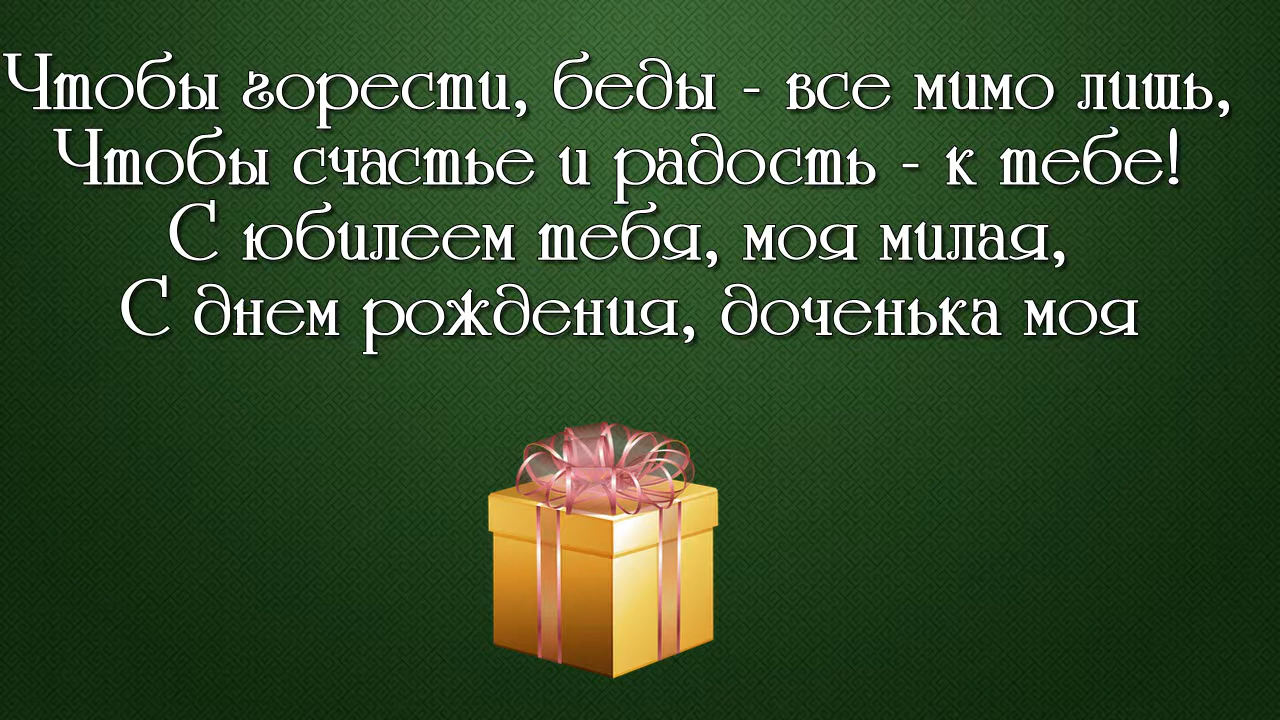 Чтобы горести, беды - все мимо лишь,
Чтобы счастье и радость - к тебе!
С юбилеем тебя, моя милая,
С днем рождения, доченька моя